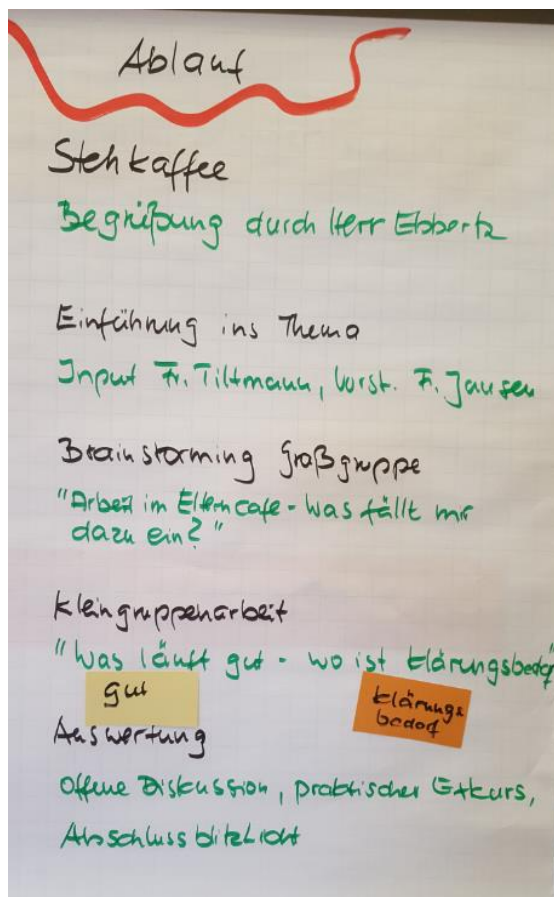 Ablauf
Stehkaffee
Begrüßung durch Herr Ebbertz
Einführung ins Thema
Input Fr. Tiltmann, Vorst. Fr. Jansen
Brainstorming Großgruppe
"Arbeit im Elterncafe - was fällt mir
dazu ein?"
Kleingruppenarbeit
"Was läuft gut - wo ist Klärungsbedarf"
gut
Klärungs
bedarf
Auswertung
Offene Diskussion, praktischer Exkurs,
Abschlussblitzlicht